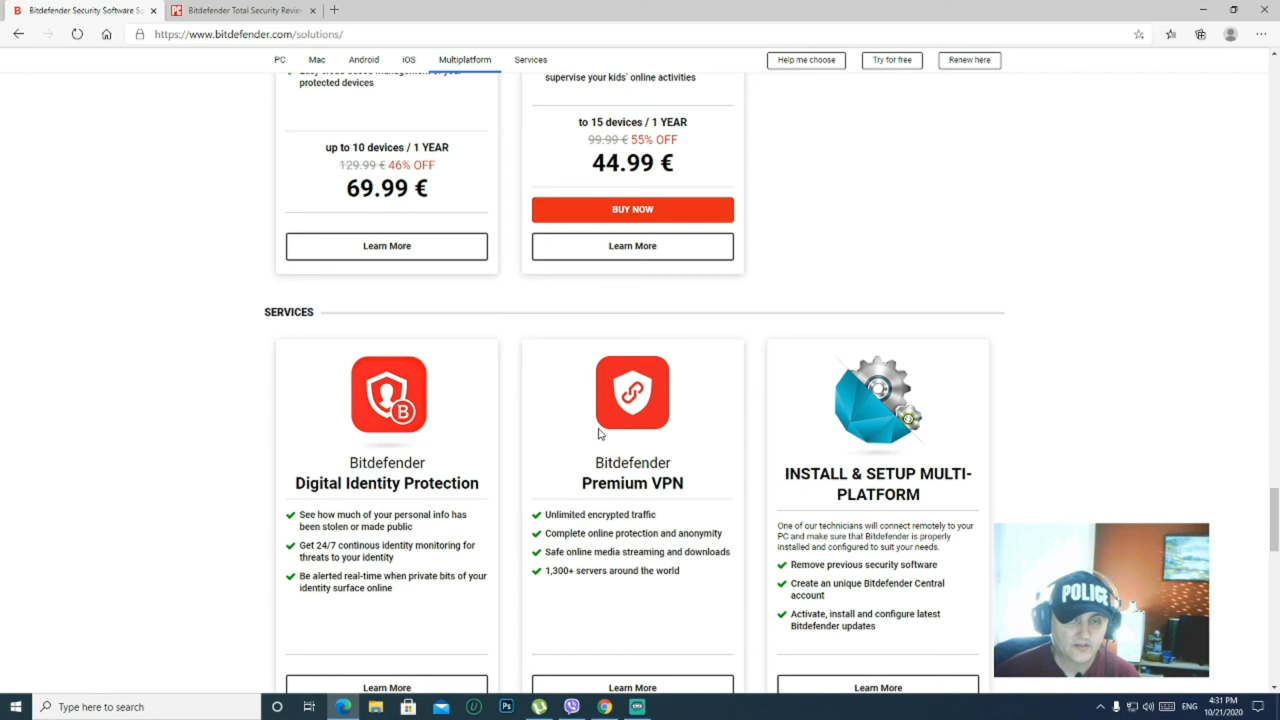 Bitdefender Security Software So
Bitdefender Total Security Review
https://www.bitdefender.com/solutions/
PC
Mac
Android
iOS
Multiplatform
Services
Help me choose
Try for free
Renew here
protected devices
up to 10 devices / 1 YEAR
129.99 € 46% OFF
69.99 €
Learn More
supervise your kids' online activities
to 15 devices / 1 YEAR
99.99 € 55% OFF
44.99 €
BUY NOW
Learn More
SERVICES
B
Bitdefender
Digital Identity Protection
See how much of your personal info has
been stolen or made public
Get 24/7 continous identity monitoring for
threats to your identity
Be alerted real-time when private bits of your
identity surface online
Learn More
Bitdefender
Premium VPN
Unlimited encrypted traffic
Complete online protection and anonymity
Safe online media streaming and downloads
1,300+ servers around the world
Learn More
INSTALL & SETUP MULTI-
PLATFORM
One of our technicians will connect remotely to your
PC and make sure that Bitdefender is properly
installed and configured to suit your needs.
Remove previous security software
Create an unique Bitdefender Central
account
Activate, install and configure latest
Bitdefender updates
Learn More
POLICE
Type here to search
Ps
ENG
4:31 PM
10/21/2020